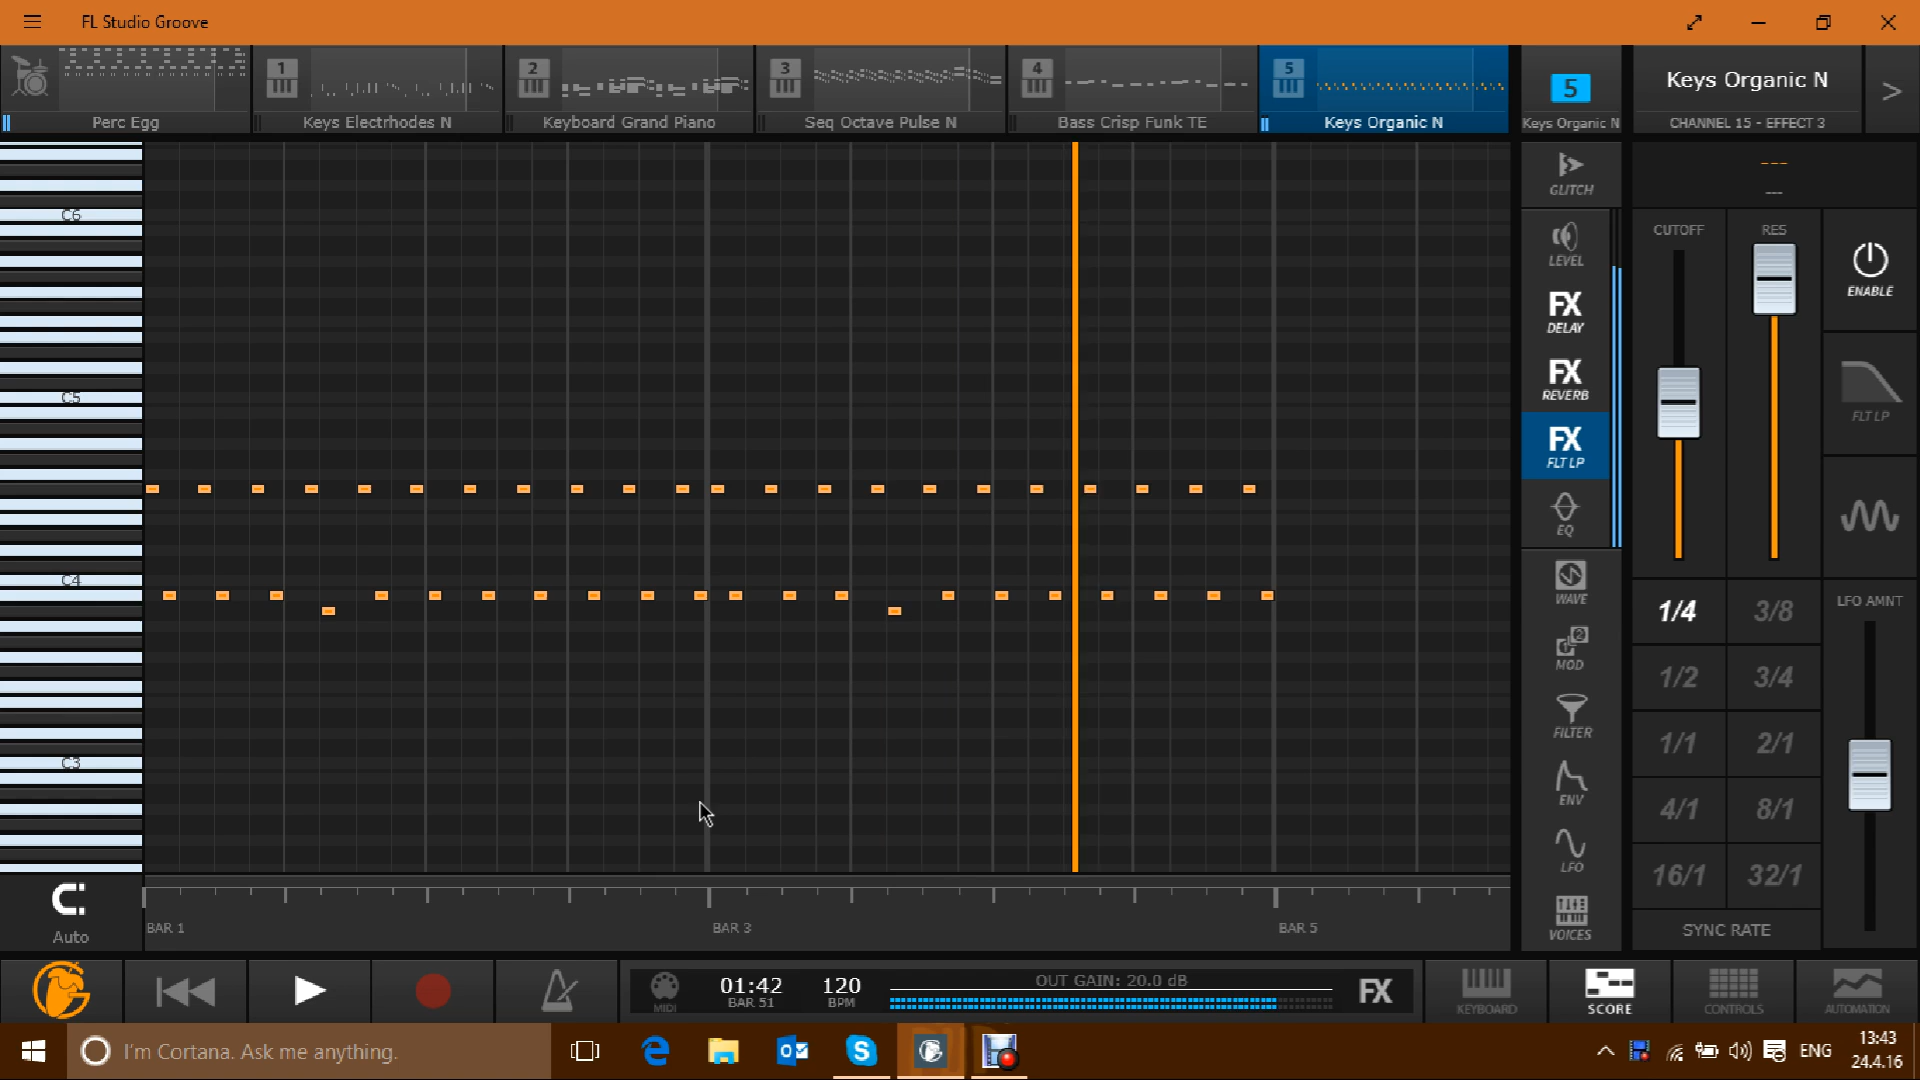 FL Studio Groove
1
2
3
4
5
5
Keys Organic N
Perc Egg
Keys Electrhodes N
Keyboard Grand Piano
Seq Octave Pulse N
Bass Crisp Funk TE
Keys Organic N
Keys Organic N
CHANNEL 15 - EFFECT 3
>
---
---
GLITCH
LEVEL
FX
DELAY
FX
REVERB
FX
FLT LP
EQ
WAVE
MOD
FILTER
ENV
LFO
VOICES
CUTOFF
RES
ENABLE
FLT LP
LFO AMNT
1/4
3/8
1/2
3/4
1/1
2/1
4/1
8/1
16/1
32/1
SYNC RATE
C6
C5
C4
C3
Auto
BAR 1
BAR 3
BAR 5
MIDI
01:42
BAR 51
120
BPM
OUT GAIN: 20.0 dB
FX
KEYBOARD
SCORE
CONTROLS
AUTOMATION
I'm Cortana. Ask me anything.
ENG
13:43
24.4.16